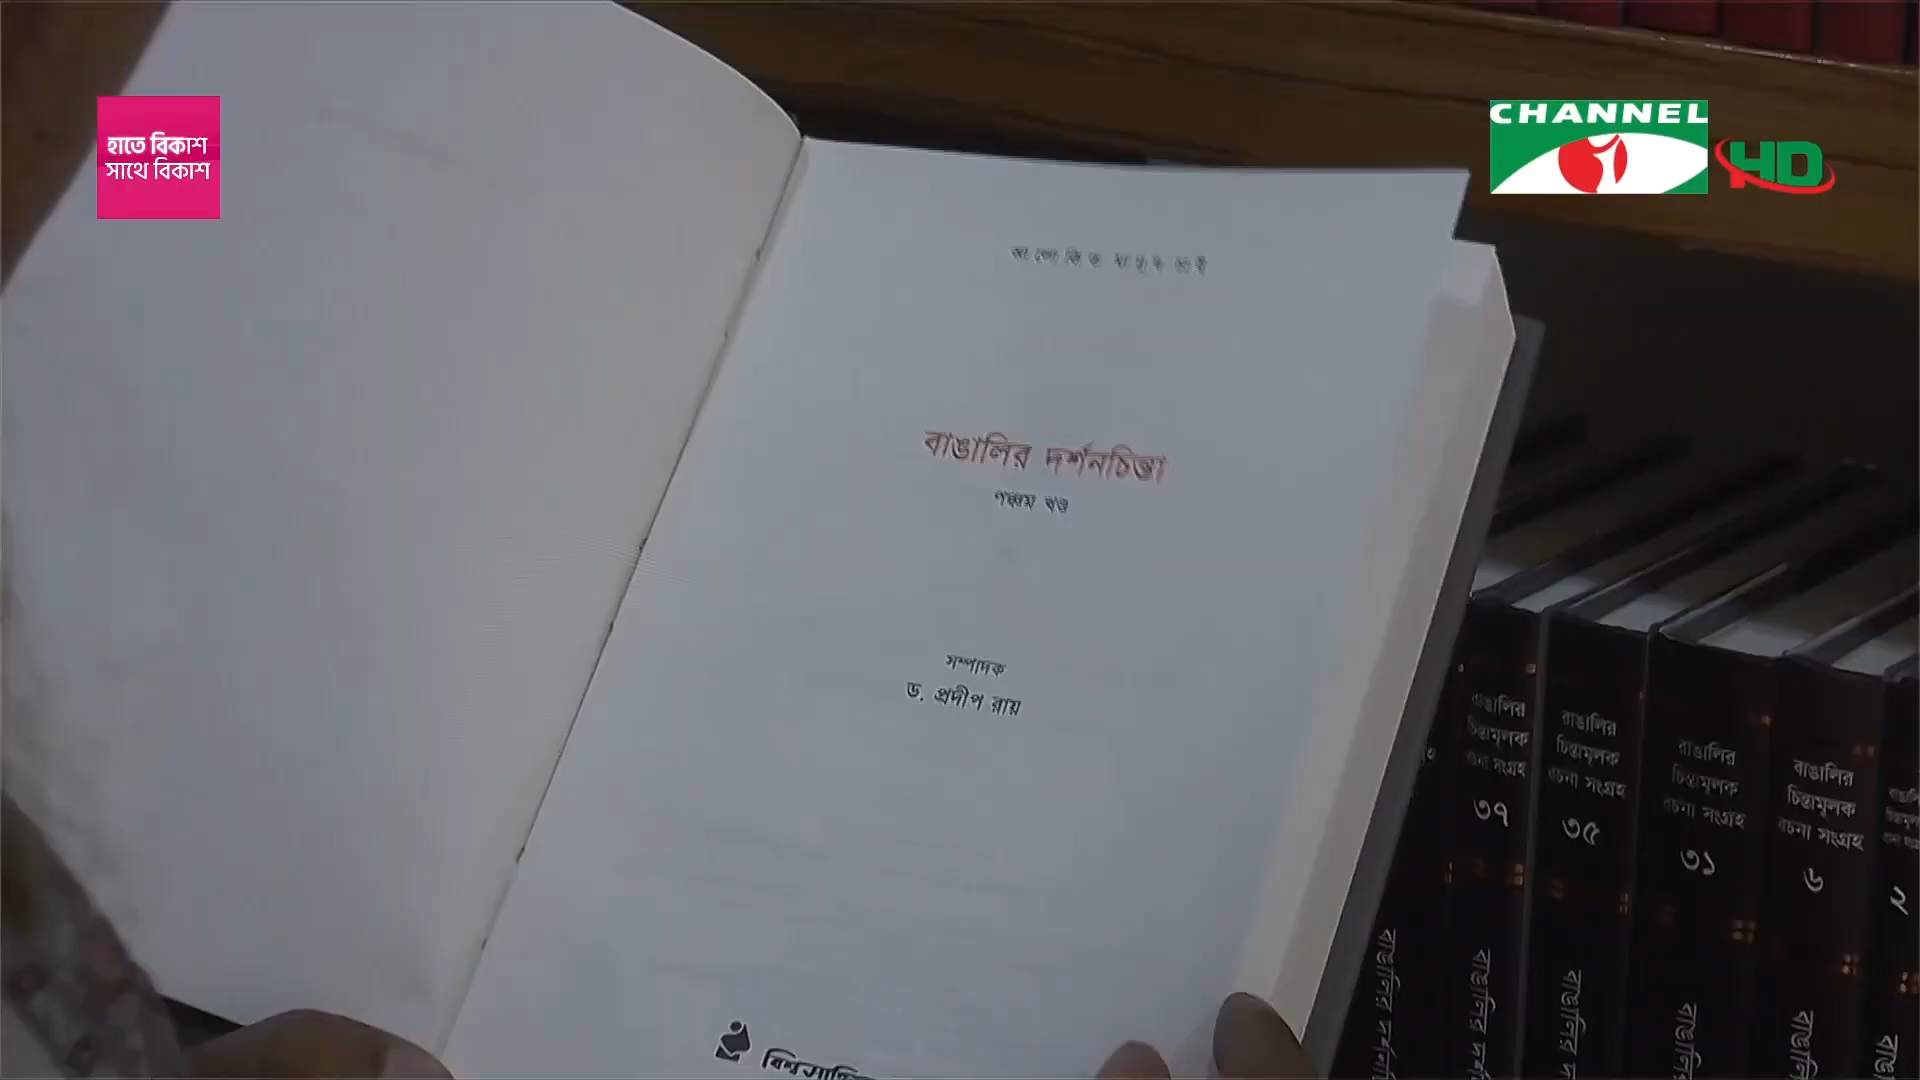 হাতে বিকাশ
সাথে বিকাশ
CHANNEL
i
HD
আলোকিত মানুষ চাই
বাঙালির দর্শনচিন্তা
পঞ্চম খণ্ড
সম্পাদক
ড. প্রদীপ রায়
বাঙালির
চিন্তামূলক
রচনা সংগ্রহ
৩৭
বাঙালির
চিন্তামূলক
রচনা সংগ্রহ
৩৫
বাঙালির
চিন্তামূলক
রচনা সংগ্রহ
৩১
বাঙালির
চিন্তামূলক
রচনা সংগ্রহ
৬
২
বাঙালির
বাঙালির
বাঙালির